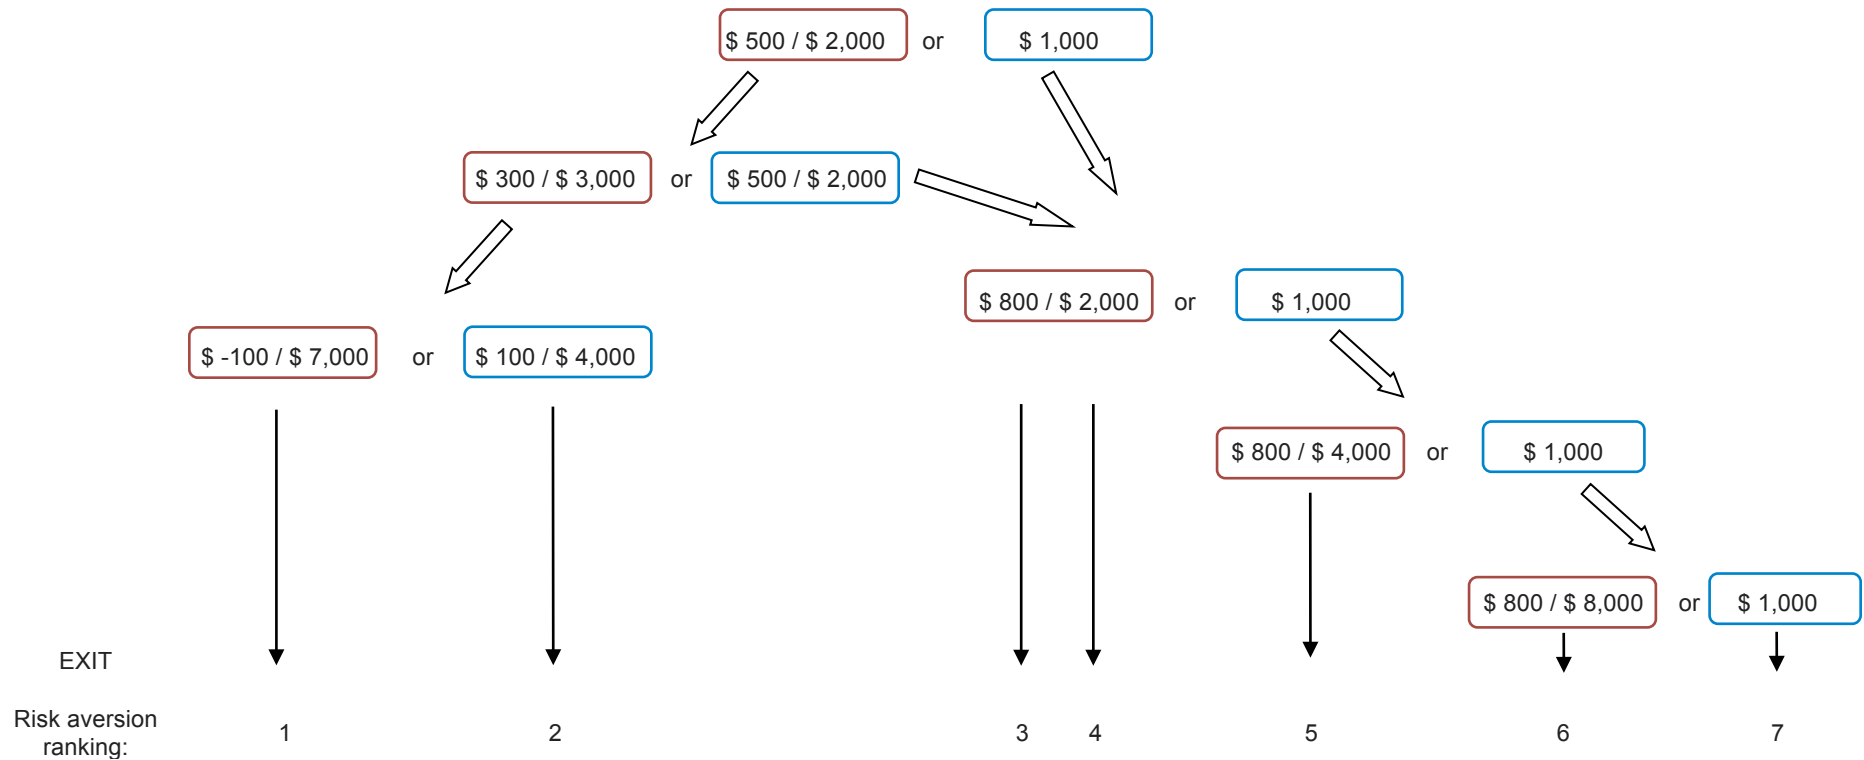 $ 500 / $ 2,000 or $ 1,000
$ 300 / $ 3,000 or $ 500 / $ 2,000
$ 800 / $ 2,000 or $ 1,000
$ -100 / $ 7,000 or $ 100 / $ 4,000
$ 800 / $ 4,000 or $ 1,000
$ 800 / $ 8,000 or $ 1,000
EXIT
Risk aversion
ranking:
1 2 3 4 5 6 7